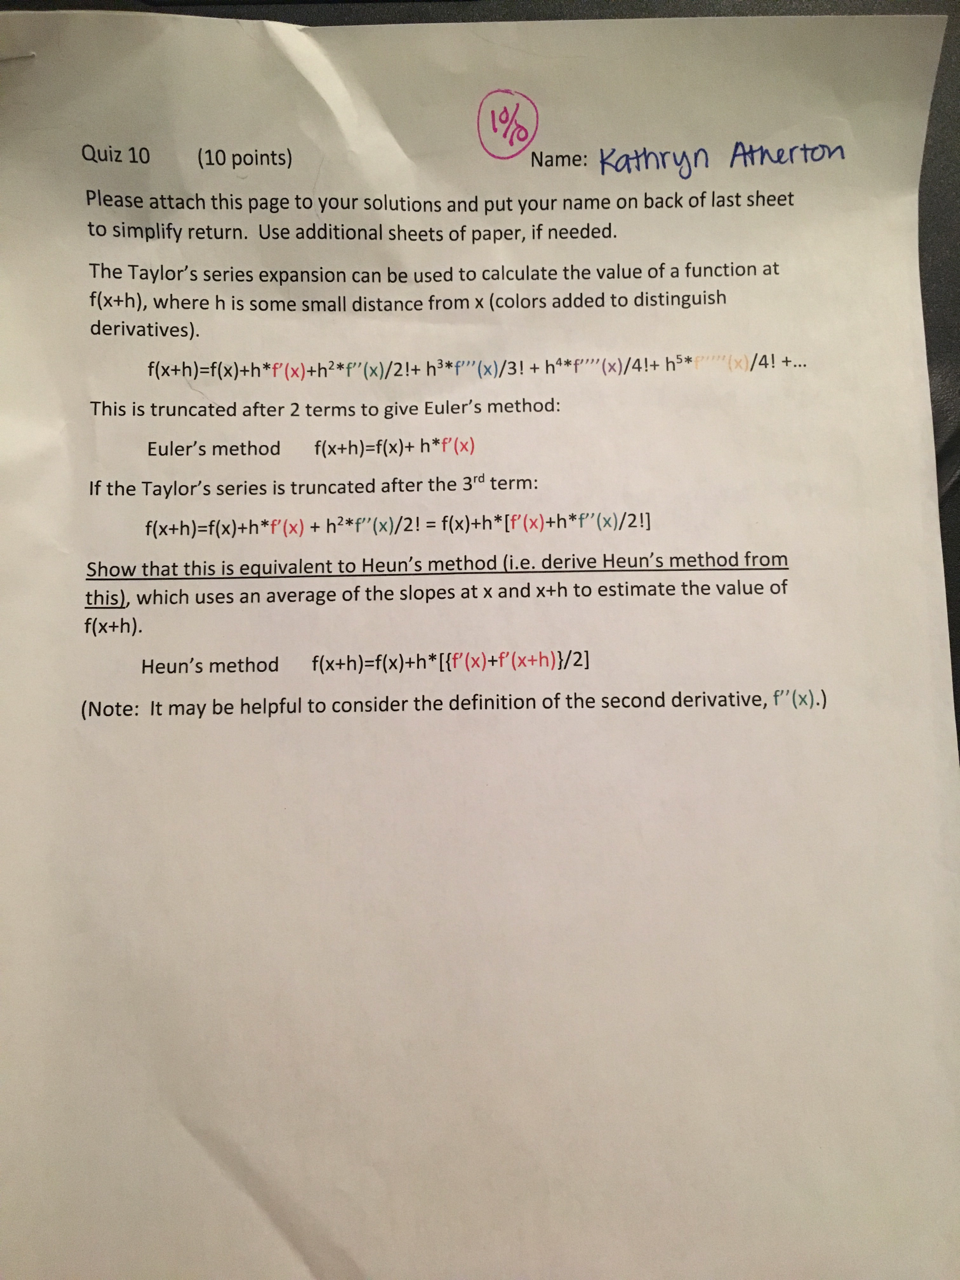 10/10
Quiz 10 (10 points) Name: Kathryn Atherton
Please attach this page to your solutions and put your name on back of last sheet
to simplify return. Use additional sheets of paper, if needed.
The Taylor's series expansion can be used to calculate the value of a function at
f(x+h), where h is some small distance from x (colors added to distinguish
derivatives).
f(x+h)=f(x)+h*f'(x)+h²*f''(x)/2!+ h³*f'''(x)/3! + h⁴*f''''(x)/4!+ h⁵*f'''''(x)/4! +...
This is truncated after 2 terms to give Euler's method:
Euler's method f(x+h)=f(x)+ h*f'(x)
If the Taylor's series is truncated after the 3rd term:
f(x+h)=f(x)+h*f'(x) + h²*f''(x)/2! = f(x)+h*[f'(x)+h*f''(x)/2!]
Show that this is equivalent to Heun's method (i.e. derive Heun's method from
this), which uses an average of the slopes at x and x+h to estimate the value of
f(x+h).
Heun's method f(x+h)=f(x)+h*[{f'(x)+f'(x+h)}/2]
(Note: It may be helpful to consider the definition of the second derivative, f''(x).)